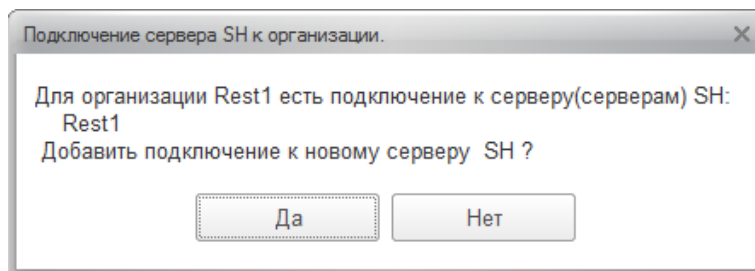 Подключение сервера SH к организации.
Для организации Rest1 есть подключение к серверу(серверам) SH:
Rest1
Добавить подключение к новому серверу SH ?
Да
Нет